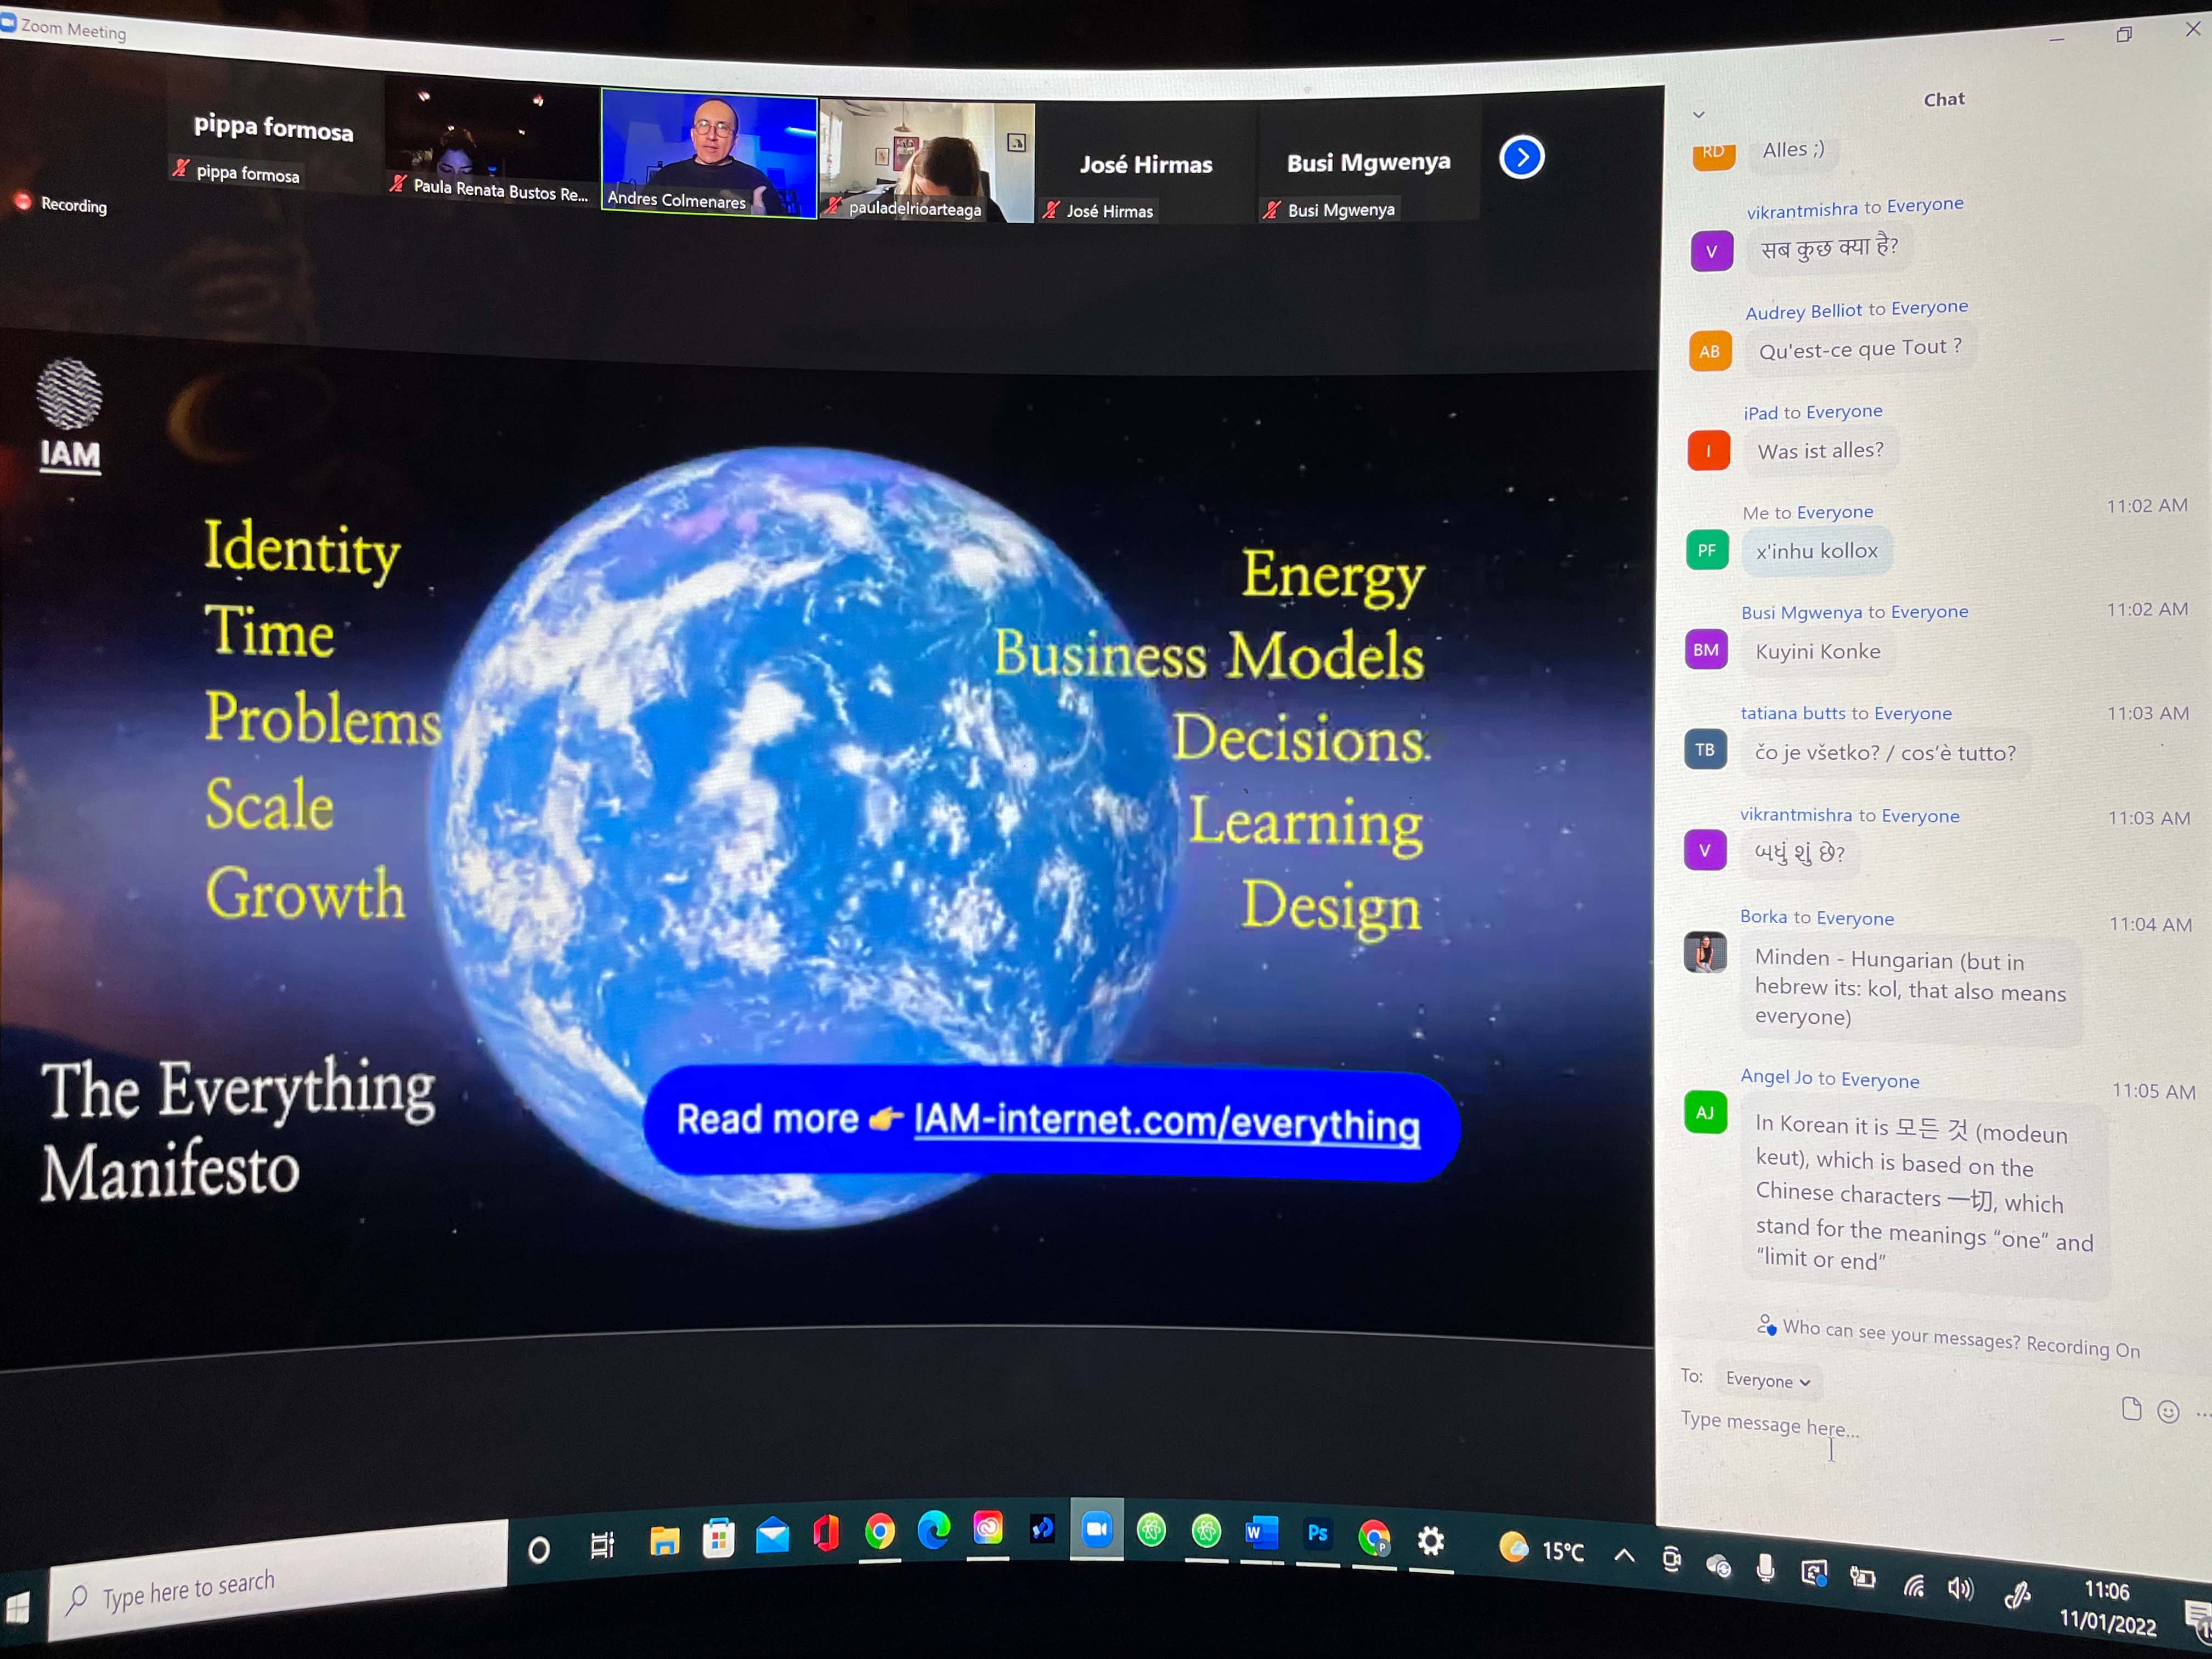 Zoom Meeting
pippa formosa
pippa formosa
Paula Renata Bustos Re...
Andres Colmenares
pauladelrioarteaga
José Hirmas
José Hirmas
Busi Mgwenya
Busi Mgwenya
Recording
IAM
Identity
Time
Problems
Scale
Growth
Energy
Business Models
Decisions
Learning
Design
The Everything
Manifesto
Read more 👉 IAM-internet.com/everything
Chat
RD
Alles ;)
vikrantmishra to Everyone
V
सब कुछ क्या है?
Audrey Belliot to Everyone
AB
Qu'est-ce que Tout ?
iPad to Everyone
I
Was ist alles?
Me to Everyone
11:02 AM
PF
x'inhu kollox
Busi Mgwenya to Everyone
11:02 AM
BM
Kuyini Konke
tatiana butts to Everyone
11:03 AM
TB
čo je všetko? / cos'è tutto?
vikrantmishra to Everyone
11:03 AM
V
બધું શું છે?
Borka to Everyone
11:04 AM
Minden - Hungarian (but in
hebrew its: kol, that also means
everyone)
Angel Jo to Everyone
11:05 AM
AJ
In Korean it is 모든 것 (modeun
keut), which is based on the
Chinese characters 一切, which
stand for the meanings “one” and
“limit or end”
Who can see your messages? Recording On
To: Everyone
Type message here...
Type here to search
W
Ps
P
15°C
11:06
11/01/2022